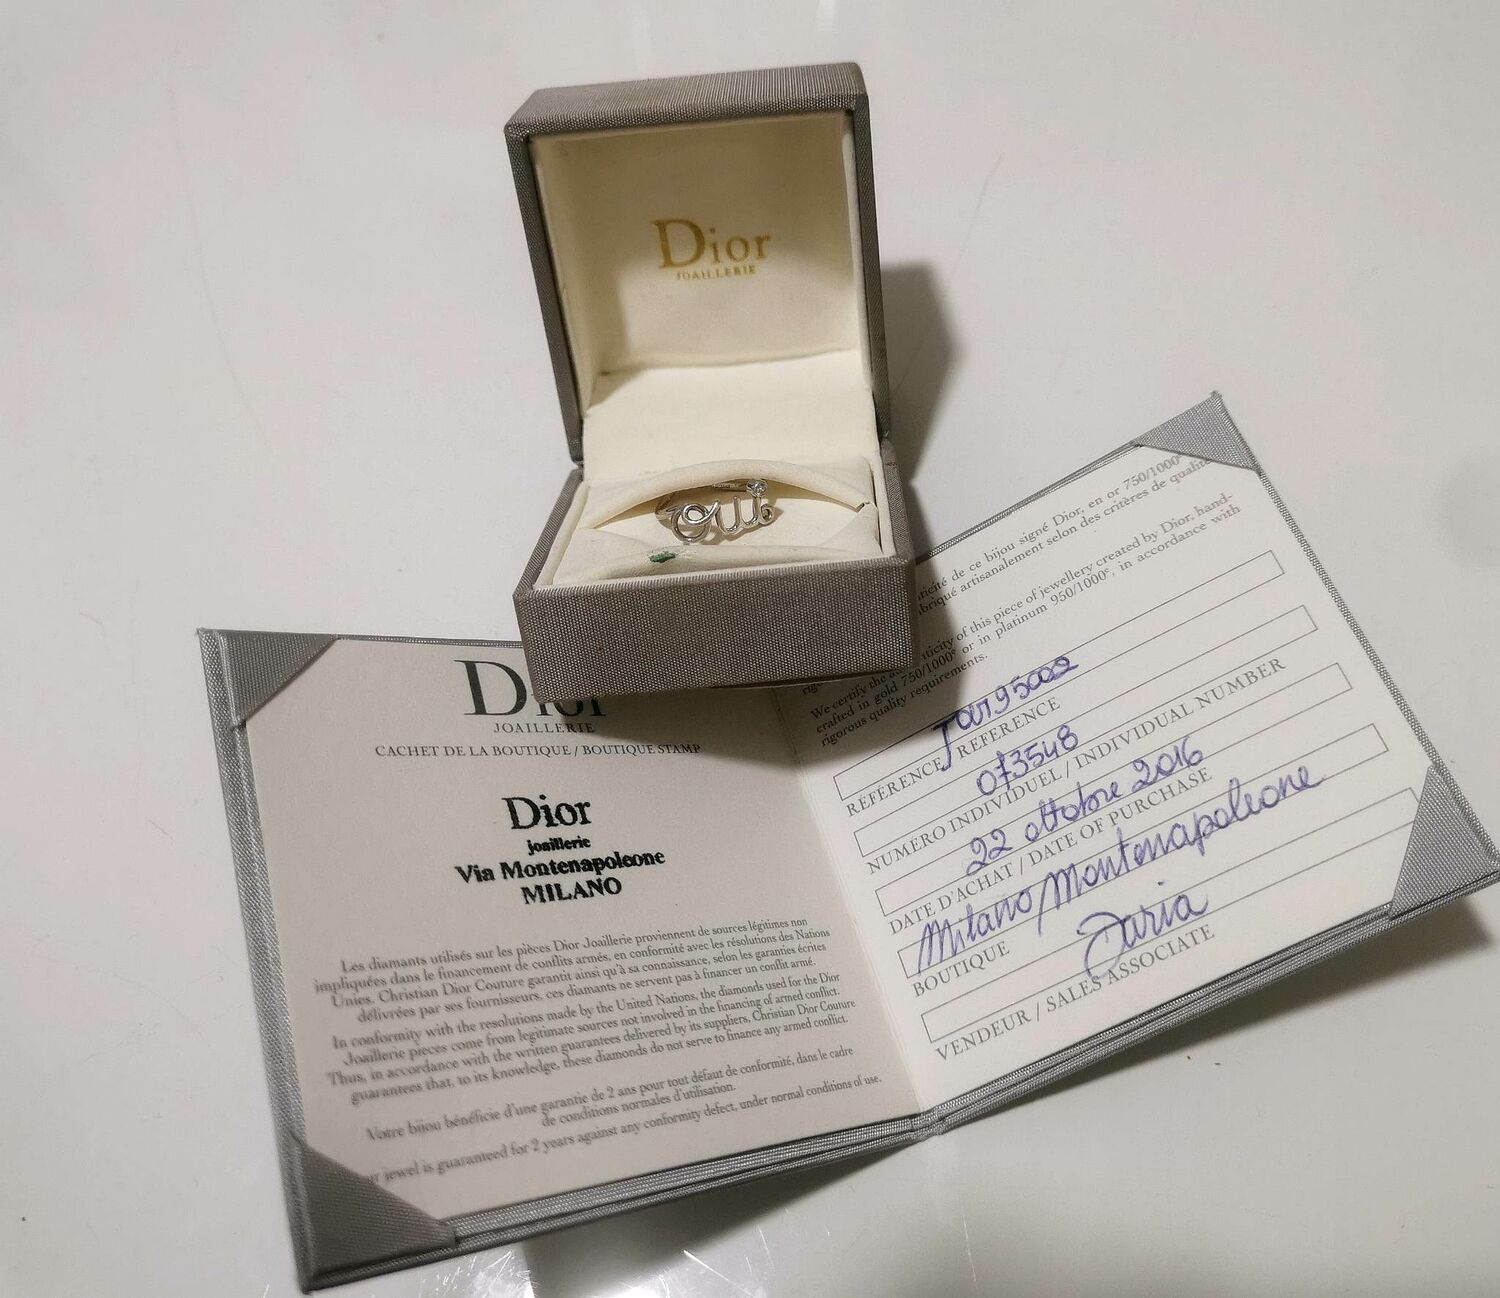 Dior
JOAILLERIE
oui
Dior
JOAILLERIE
CACHET DE LA BOUTIQUE / BOUTIQUE STAMP
Dior
joaillerie
Via Montenapoleone
MILANO
Les diamants utilisés sur les pièces Dior Joaillerie proviennent de sources légitimes non
impliquées dans le financement de conflits armés, en conformité avec les résolutions des Nations
Unies. Christian Dior Couture garantit ainsi qu'à sa connaissance, selon les garanties écrites
délivrées par ses fournisseurs, ces diamants ne servent pas à financer un conflit armé.
In conformity with the resolutions made by the United Nations, the diamonds used for the Dior
Joaillerie pieces come from legitimate sources not involved in the financing of armed conflict.
Thus, in accordance with the written guarantees delivered by its suppliers, Christian Dior Couture
guarantees that, to its knowledge, these diamonds do not serve to finance any armed conflict.
Votre bijou bénéficie d'une garantie de 2 ans pour tout défaut de conformité, dans le cadre
de conditions normales d'utilisation.
jewel is guaranteed for 2 years against any conformity defect, under normal conditions of use.
de ce bijou signé Dior, en or 750/1000e
artisanalement selon des critères de qualité
We certify the authenticity of this piece of jewellery created by Dior, hand-
crafted in gold 750/1000e or in platinum 950/1000e, in accordance with
rigorous quality requirements.
95002
RÉFÉRENCE / REFERENCE
073548
NUMÉRO INDIVIDUEL / INDIVIDUAL NUMBER
22 ottobre 2016
DATE D'ACHAT / DATE OF PURCHASE
Milano/Montenapoleone
BOUTIQUE
Daria
VENDEUR / SALES ASSOCIATE